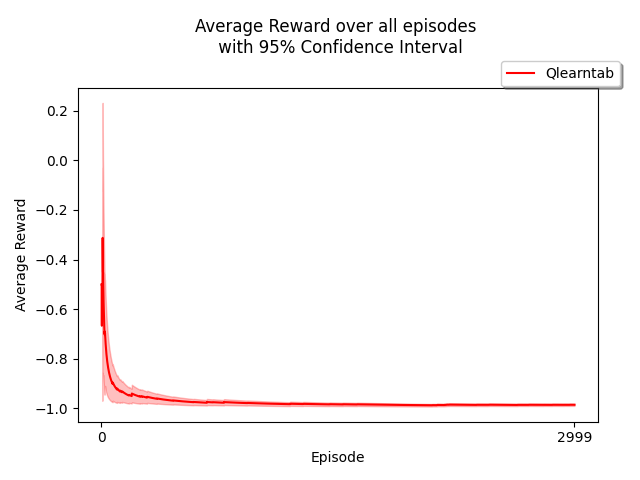 Average Reward over all episodes
with 95% Confidence Interval
Qlearntab
0.2
0.0
−0.2
−0.4
−0.6
−0.8
−1.0
Average Reward
0
2999
Episode